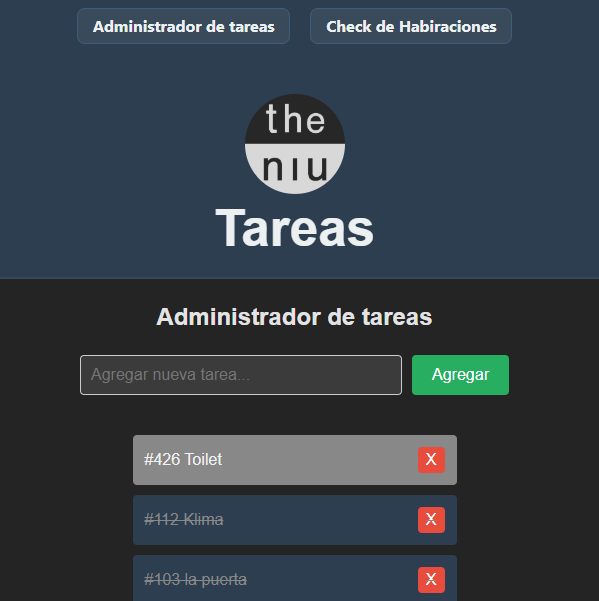 Administrador de tareas
Check de Habiraciones
the
niu
Tareas
Administrador de tareas
Agregar nueva tarea...
Agregar
#426 Toilet
X
#112 Klima
X
#103 la puerta
X